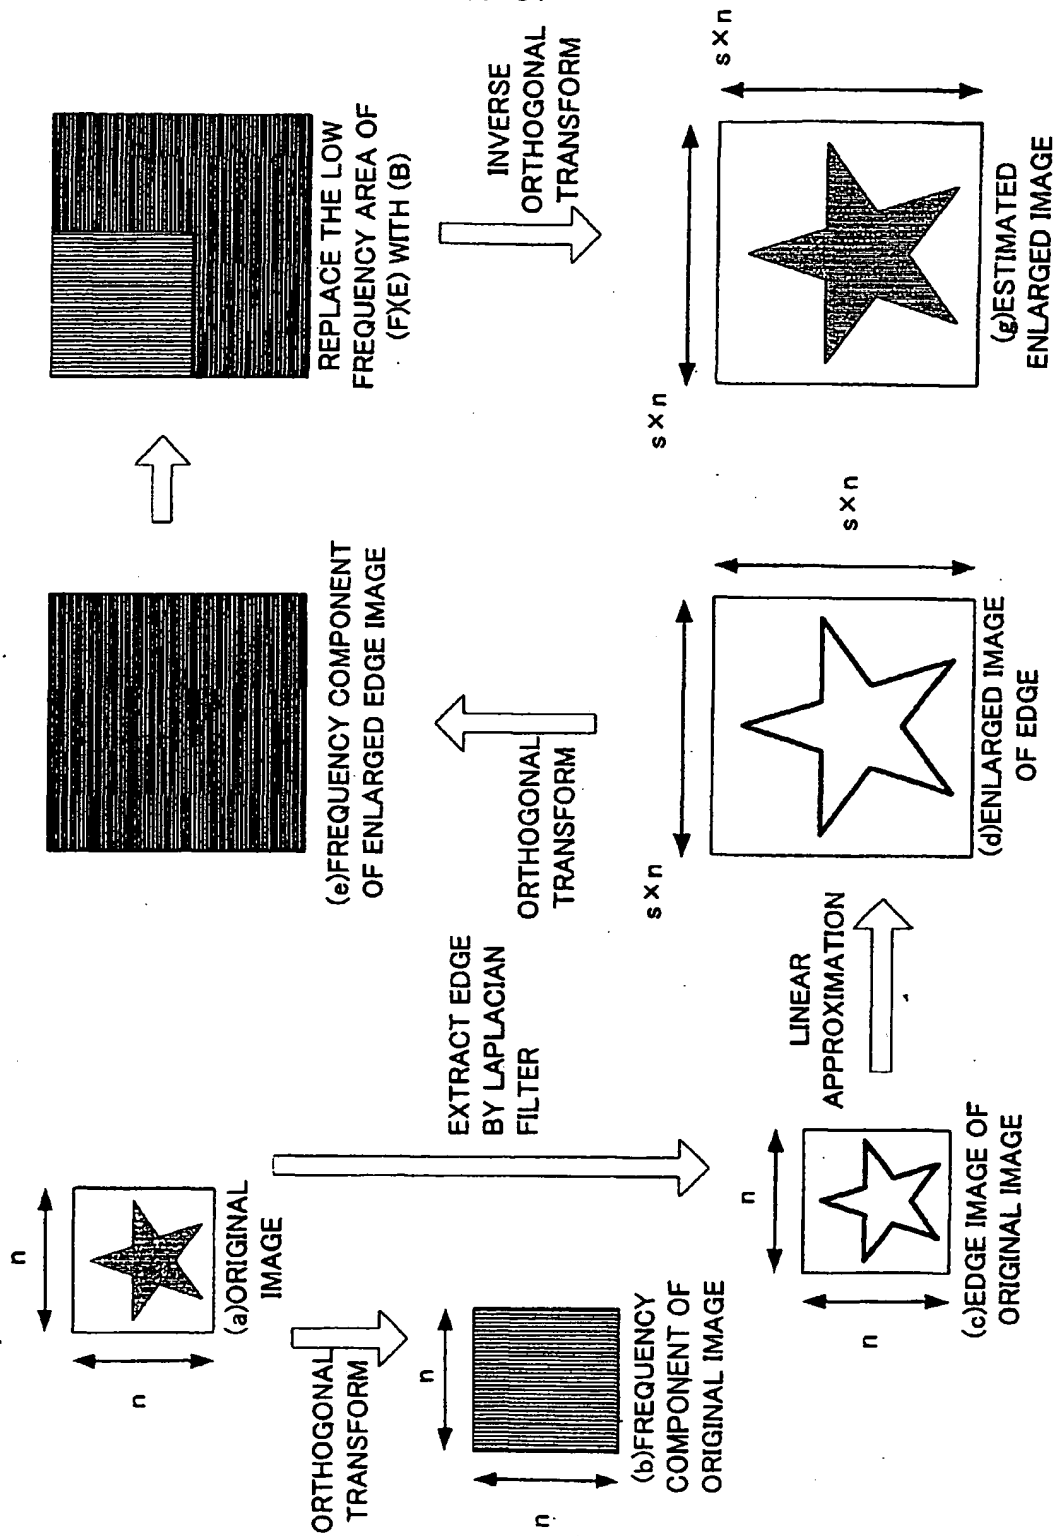 n
n
(a)ORIGINAL
IMAGE
ORTHOGONAL
TRANSFORM
n
n
(b)FREQUENCY
COMPONENT OF
ORIGINAL IMAGE
EXTRACT EDGE
BY LAPLACIAN
FILTER
n
n
(c)EDGE IMAGE OF
ORIGINAL IMAGE
LINEAR
APPROXIMATION
s×n
s×n
(d)ENLARGED IMAGE
OF EDGE
ORTHOGONAL
TRANSFORM
(e)FREQUENCY COMPONENT
OF ENLARGED EDGE IMAGE
REPLACE THE LOW
FREQUENCY AREA OF
(F)(E) WITH (B)
INVERSE
ORTHOGONAL
TRANSFORM
s×n
s×n
(g)ESTIMATED
ENLARGED IMAGE